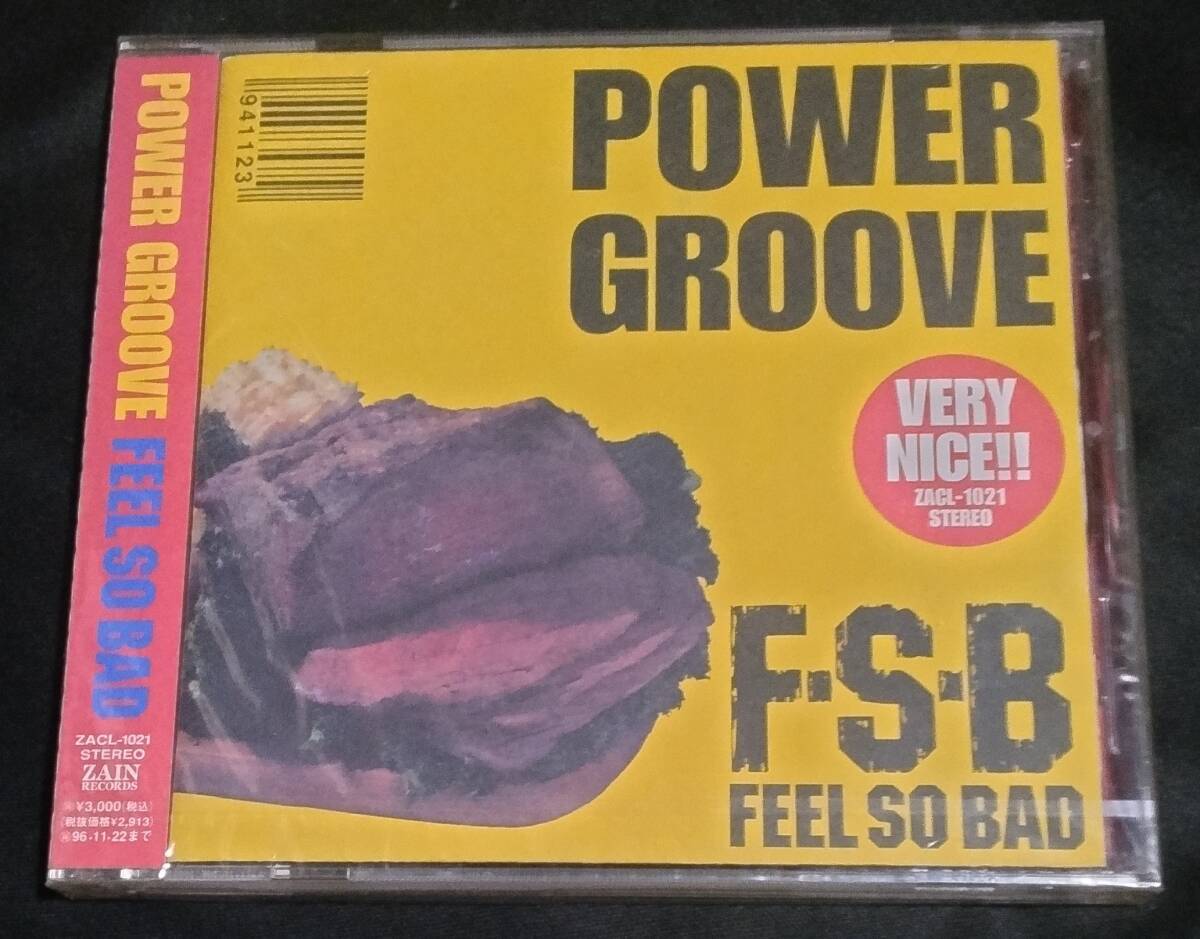 POWER GROOVE FEEL SO BAD
ZACL-1021
STEREO
ZAIN
RECORDS
¥3,000(税込)
(税抜価格¥2,913)
96·11·22まで
941123
POWER
GROOVE
VERY
NICE!!
ZACL-1021
STEREO
F·S·B
FEEL SO BAD